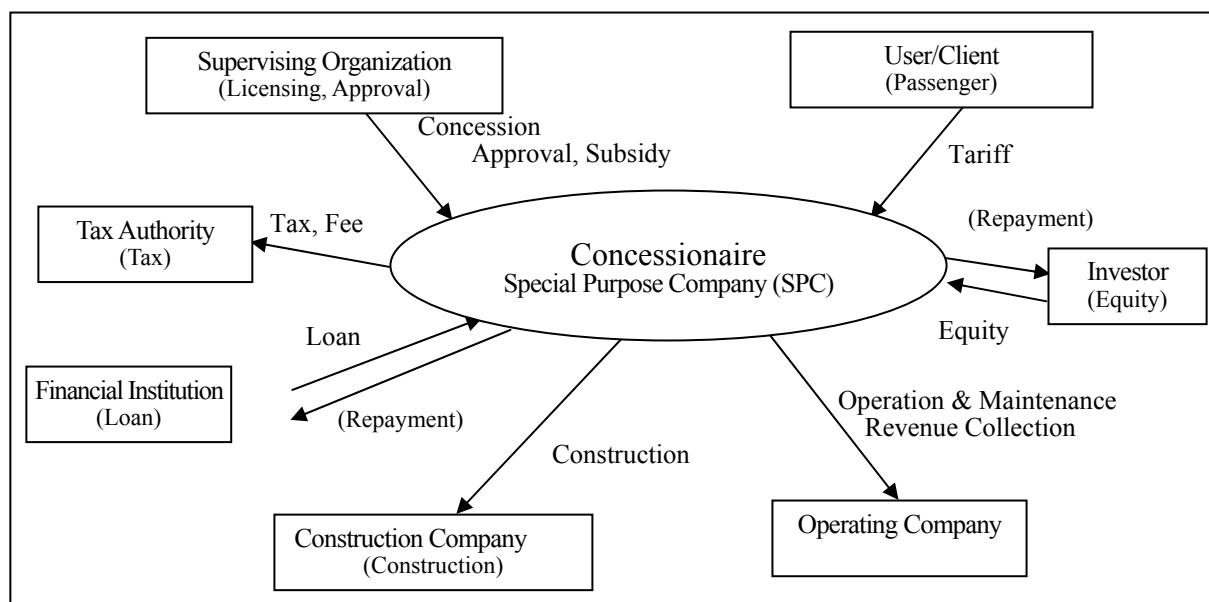 Supervising Organization
(Licensing, Approval)
User/Client
(Passenger)
Concession
Approval, Subsidy
Tariff
Tax Authority
(Tax)
Tax, Fee
Concessionaire
Special Purpose Company (SPC)
(Repayment)
Investor
(Equity)
Equity
Loan
Financial Institution
(Loan)
(Repayment)
Operation & Maintenance
Revenue Collection
Construction
Construction Company
(Construction)
Operating Company